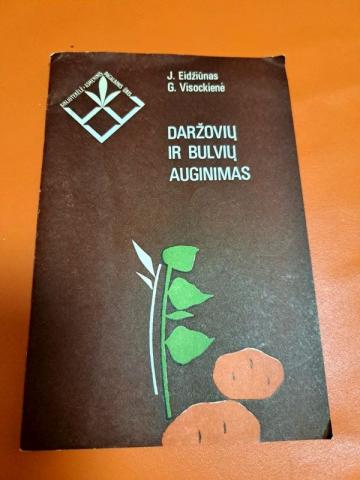 J. Eidžiūnas
G. Visockienė
DARŽOVIŲ
IR BULVIŲ
AUGINIMAS